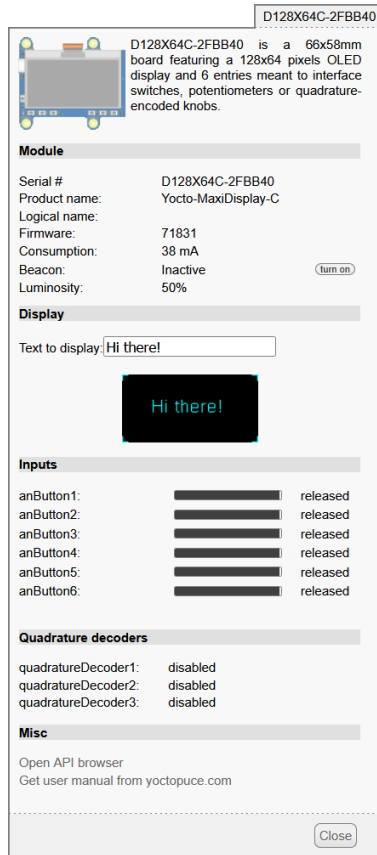 D128X64C-2FBB40
D128X64C-2FBB40 is a 66x58mm
board featuring a 128x64 pixels OLED
display and 6 entries meant to interface
switches, potentiometers or quadrature-
encoded knobs.
Module
Serial # D128X64C-2FBB40
Product name: Yocto-MaxiDisplay-C
Logical name:
Firmware: 71831
Consumption: 38 mA
Beacon: Inactive turn on
Luminosity: 50%
Display
Text to display: Hi there!
Hi there!
Inputs
anButton1: released
anButton2: released
anButton3: released
anButton4: released
anButton5: released
anButton6: released
Quadrature decoders
quadratureDecoder1: disabled
quadratureDecoder2: disabled
quadratureDecoder3: disabled
Misc
Open API browser
Get user manual from yoctopuce.com
Close